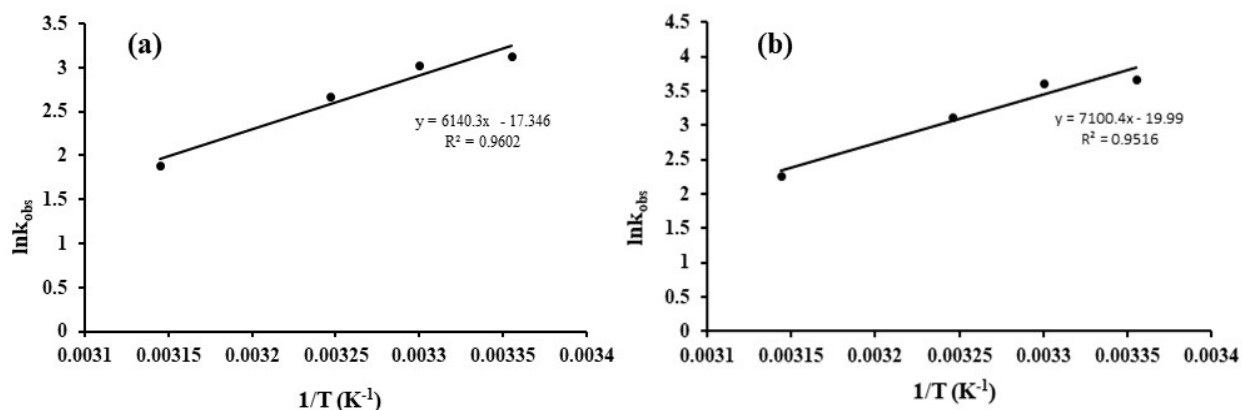 (a)
3.5
3
2.5
2
1.5
1
0.5
0
lnk_obs
y = 6140.3x - 17.346
R² = 0.9602
0.0031 0.00315 0.0032 0.00325 0.0033 0.00335 0.0034
1/T (K⁻¹)
(b)
4.5
4
3.5
3
2.5
2
1.5
1
0.5
0
lnk_obs
y = 7100.4x - 19.99
R² = 0.9516
0.0031 0.00315 0.0032 0.00325 0.0033 0.00335 0.0034
1/T (K⁻¹)